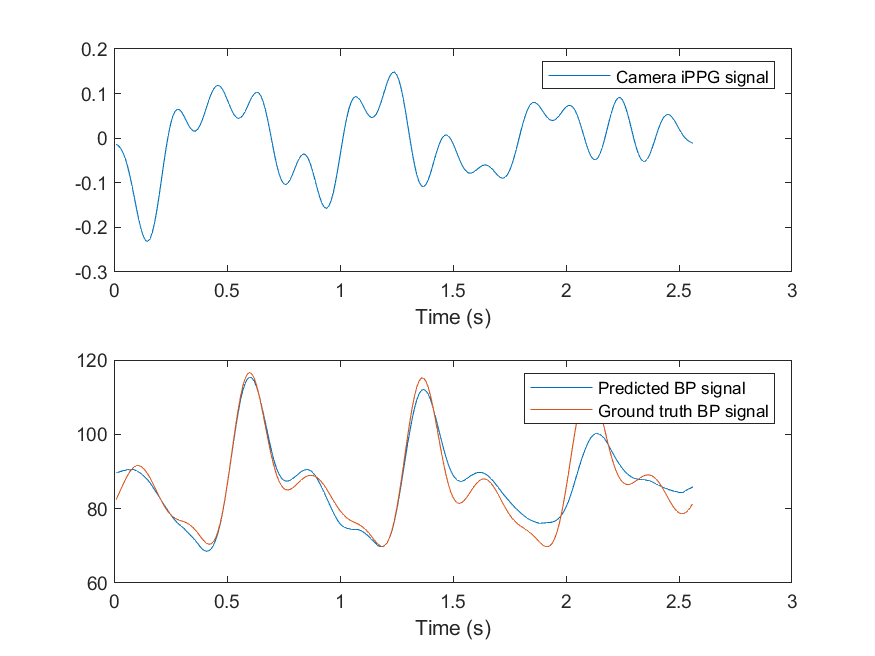 0.2
0.1
0
-0.1
-0.2
-0.3
Camera iPPG signal
0 0.5 1 1.5 2 2.5 3
Time (s)
120
100
80
60
Predicted BP signal
Ground truth BP signal
0 0.5 1 1.5 2 2.5 3
Time (s)